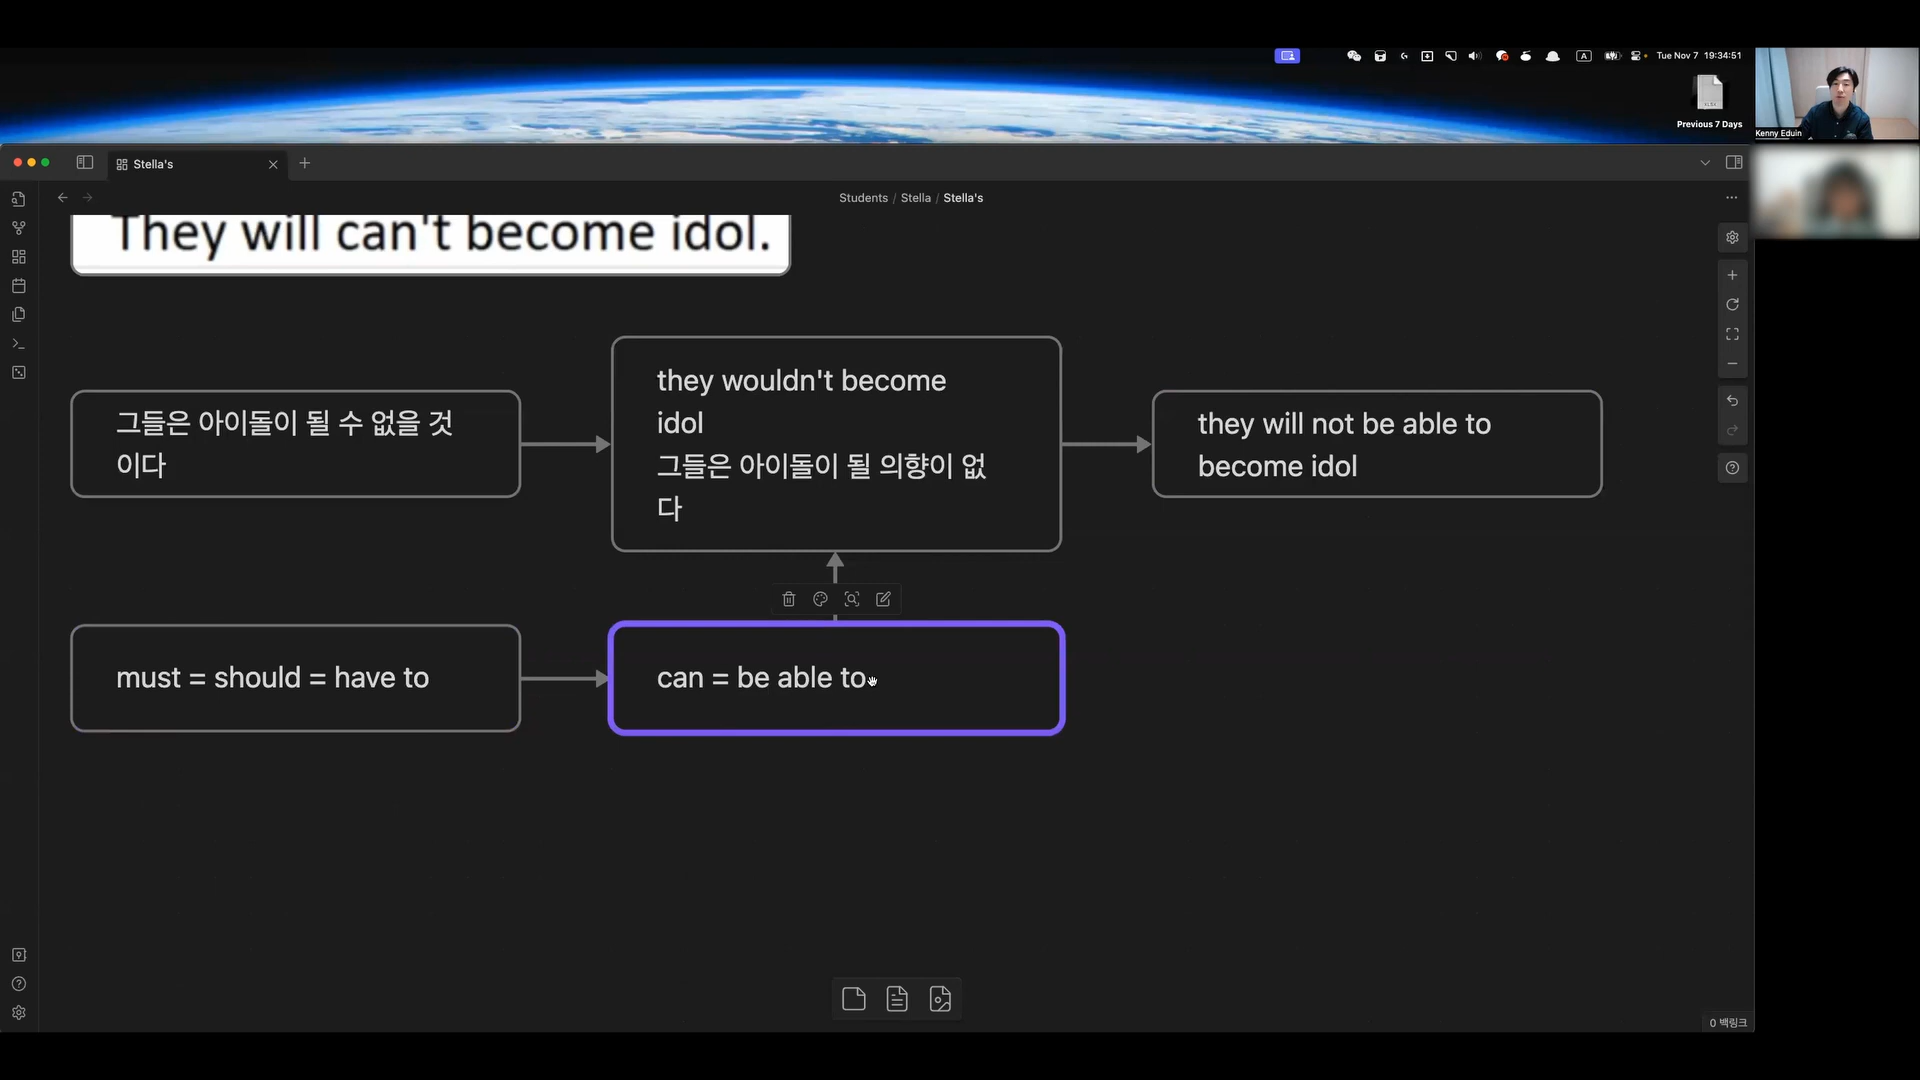 Tue Nov 7 19:34:51
XLSX
Previous 7 Days
Kenny Eduin
Stella's
Students / Stella / Stella's
They will can't become idol.
그들은 아이돌이 될 수 없을 것
이다
they wouldn't become
idol
그들은 아이돌이 될 의향이 없
다
they will not be able to
become idol
must = should = have to
can = be able to
0 백링크